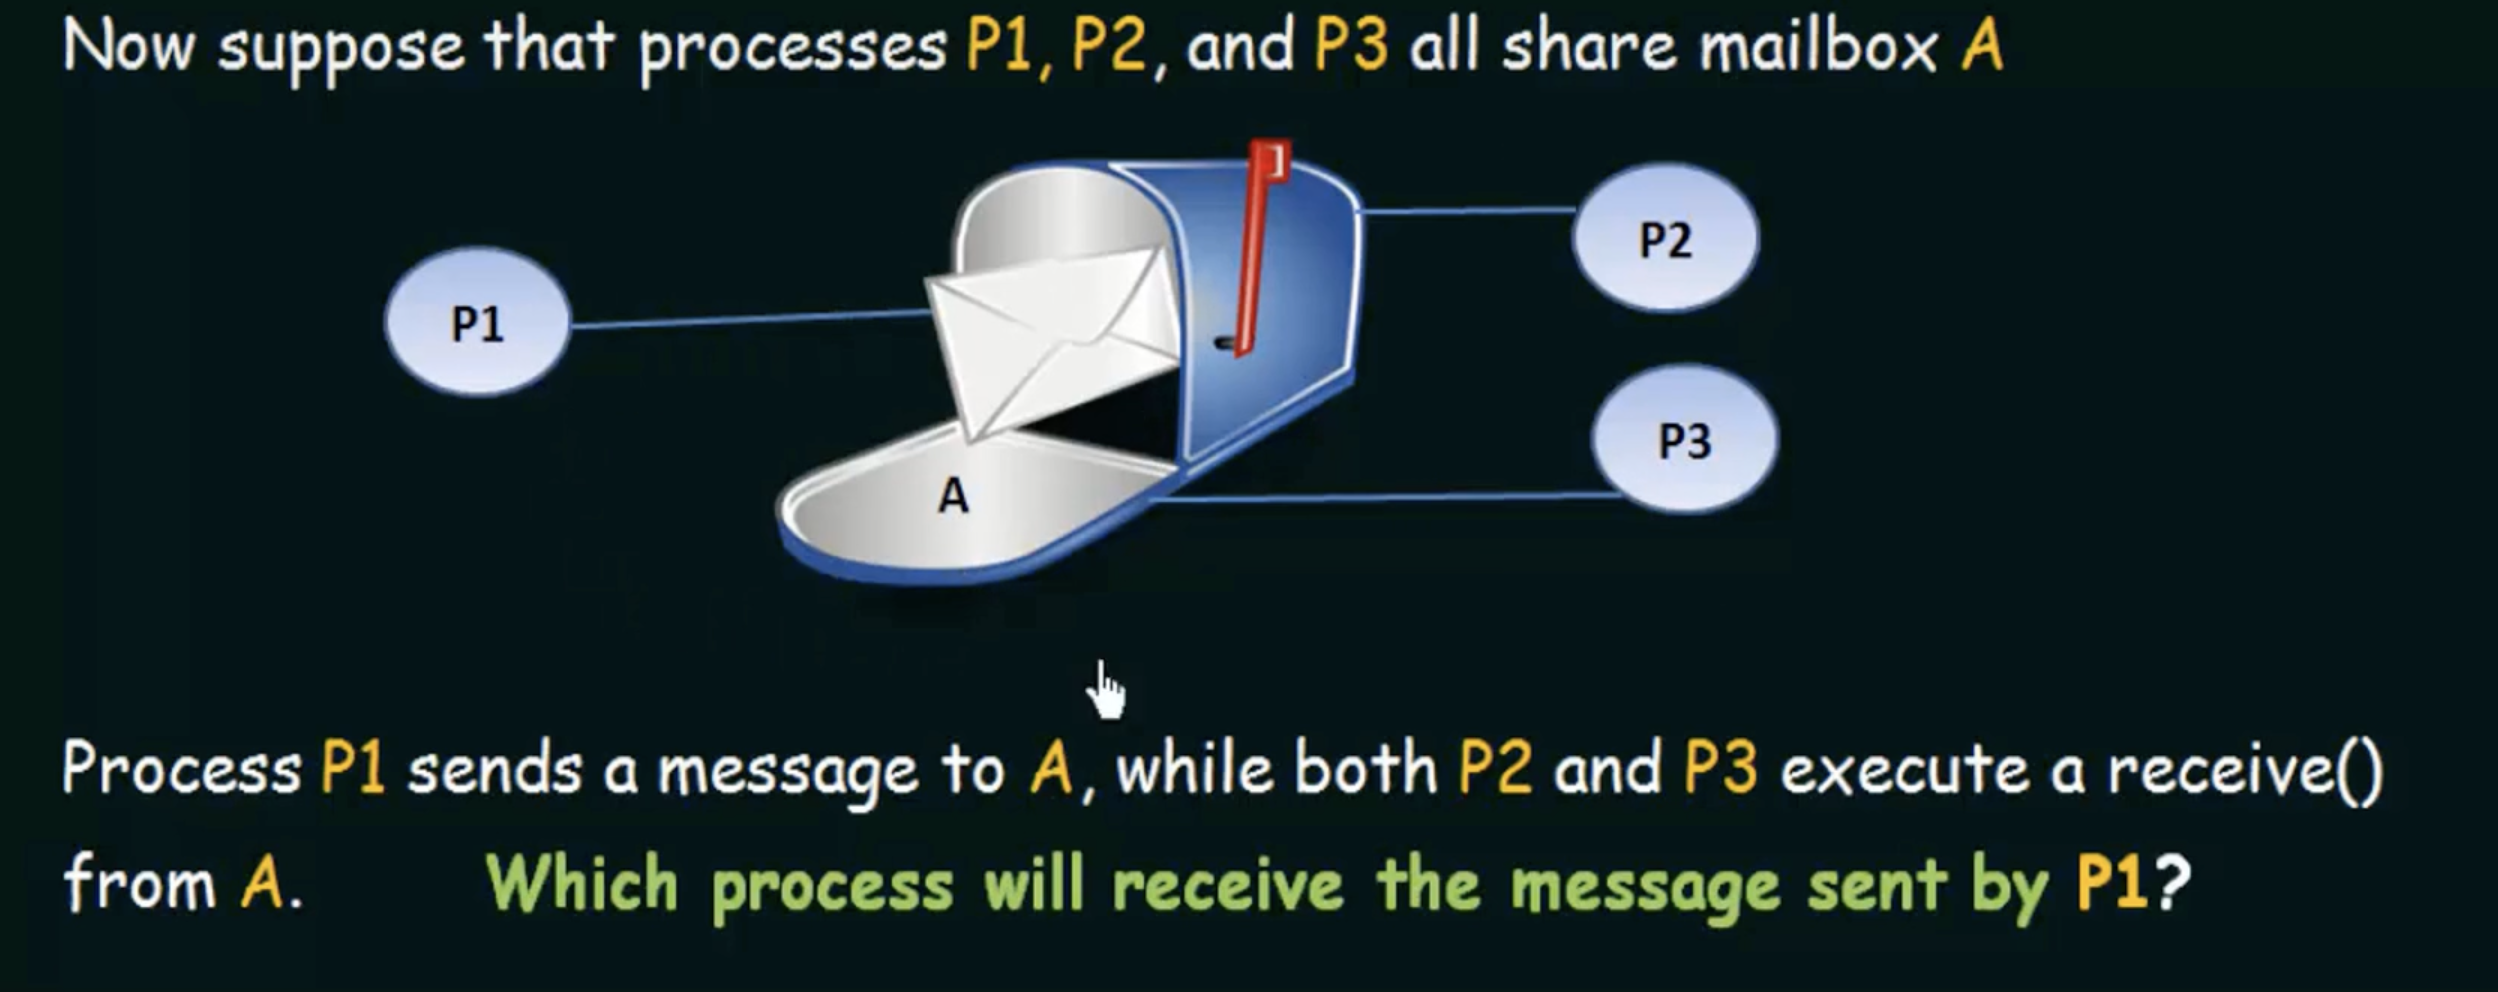 Now suppose that processes P1, P2, and P3 all share mailbox A
P2
P1
P3
A
Process P1 sends a message to A, while both P2 and P3 execute a receive()
from A. Which process will receive the message sent by P1?